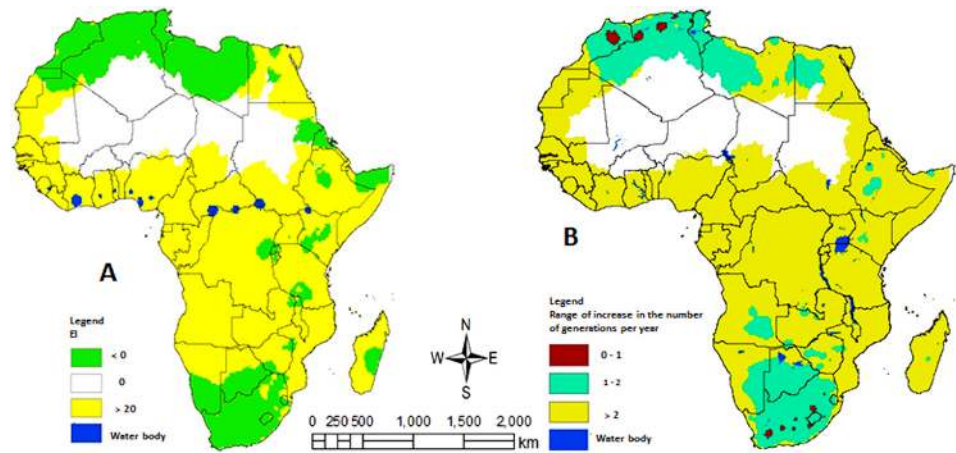 A
Legend
EI
< 0
0
> 20
Water body
N
W E
S
0 250 500 1,000 1,500 2,000
km
B
Legend
Range of increase in the number
of generations per year
0 - 1
1 - 2
> 2
Water body